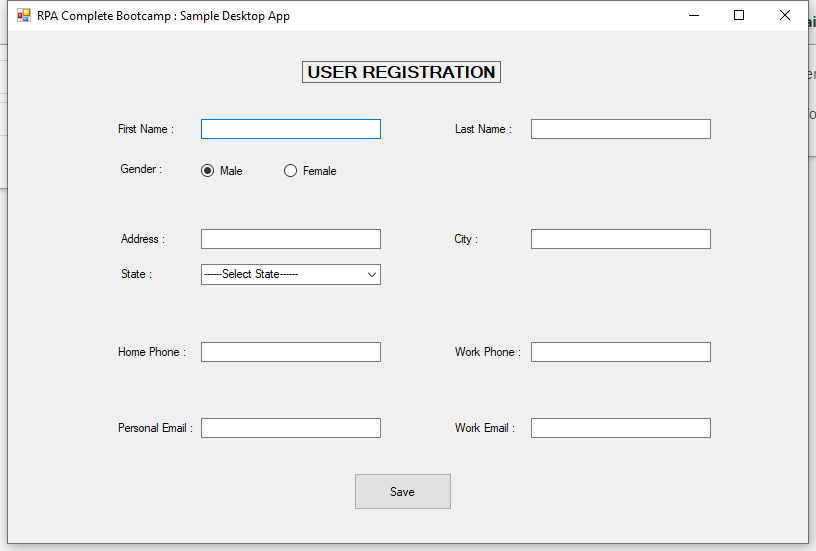 RPA Complete Bootcamp : Sample Desktop App
USER REGISTRATION
First Name :
Last Name :
Gender :
Male
Female
Address :
City :
State :
------Select State------
Home Phone :
Work Phone :
Personal Email :
Work Email :
Save